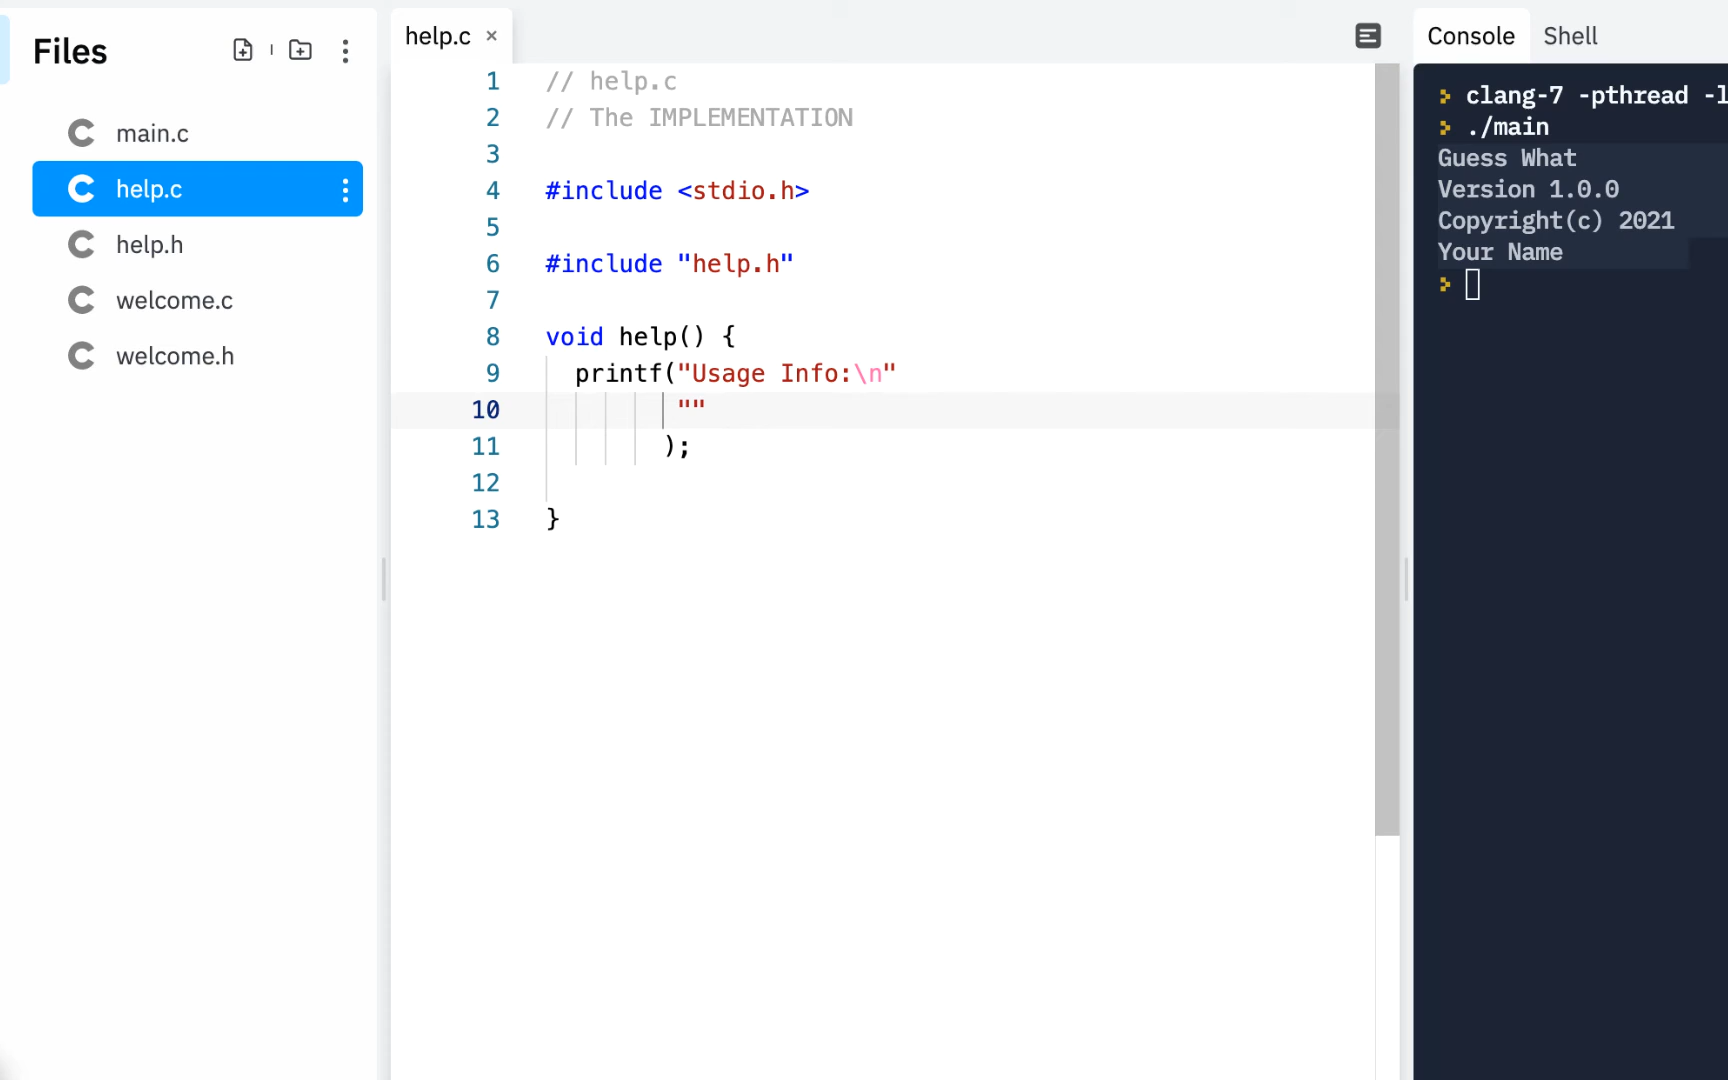 Files
main.c
help.c
help.h
welcome.c
welcome.h
help.c ×
1 // help.c
2 // The IMPLEMENTATION
3
4 #include <stdio.h>
5
6 #include "help.h"
7
8 void help() {
9 printf("Usage Info:\n"
10 ""
11 );
12
13 }
Console Shell
> clang-7 -pthread -l
> ./main
Guess What
Version 1.0.0
Copyright(c) 2021
Your Name
>